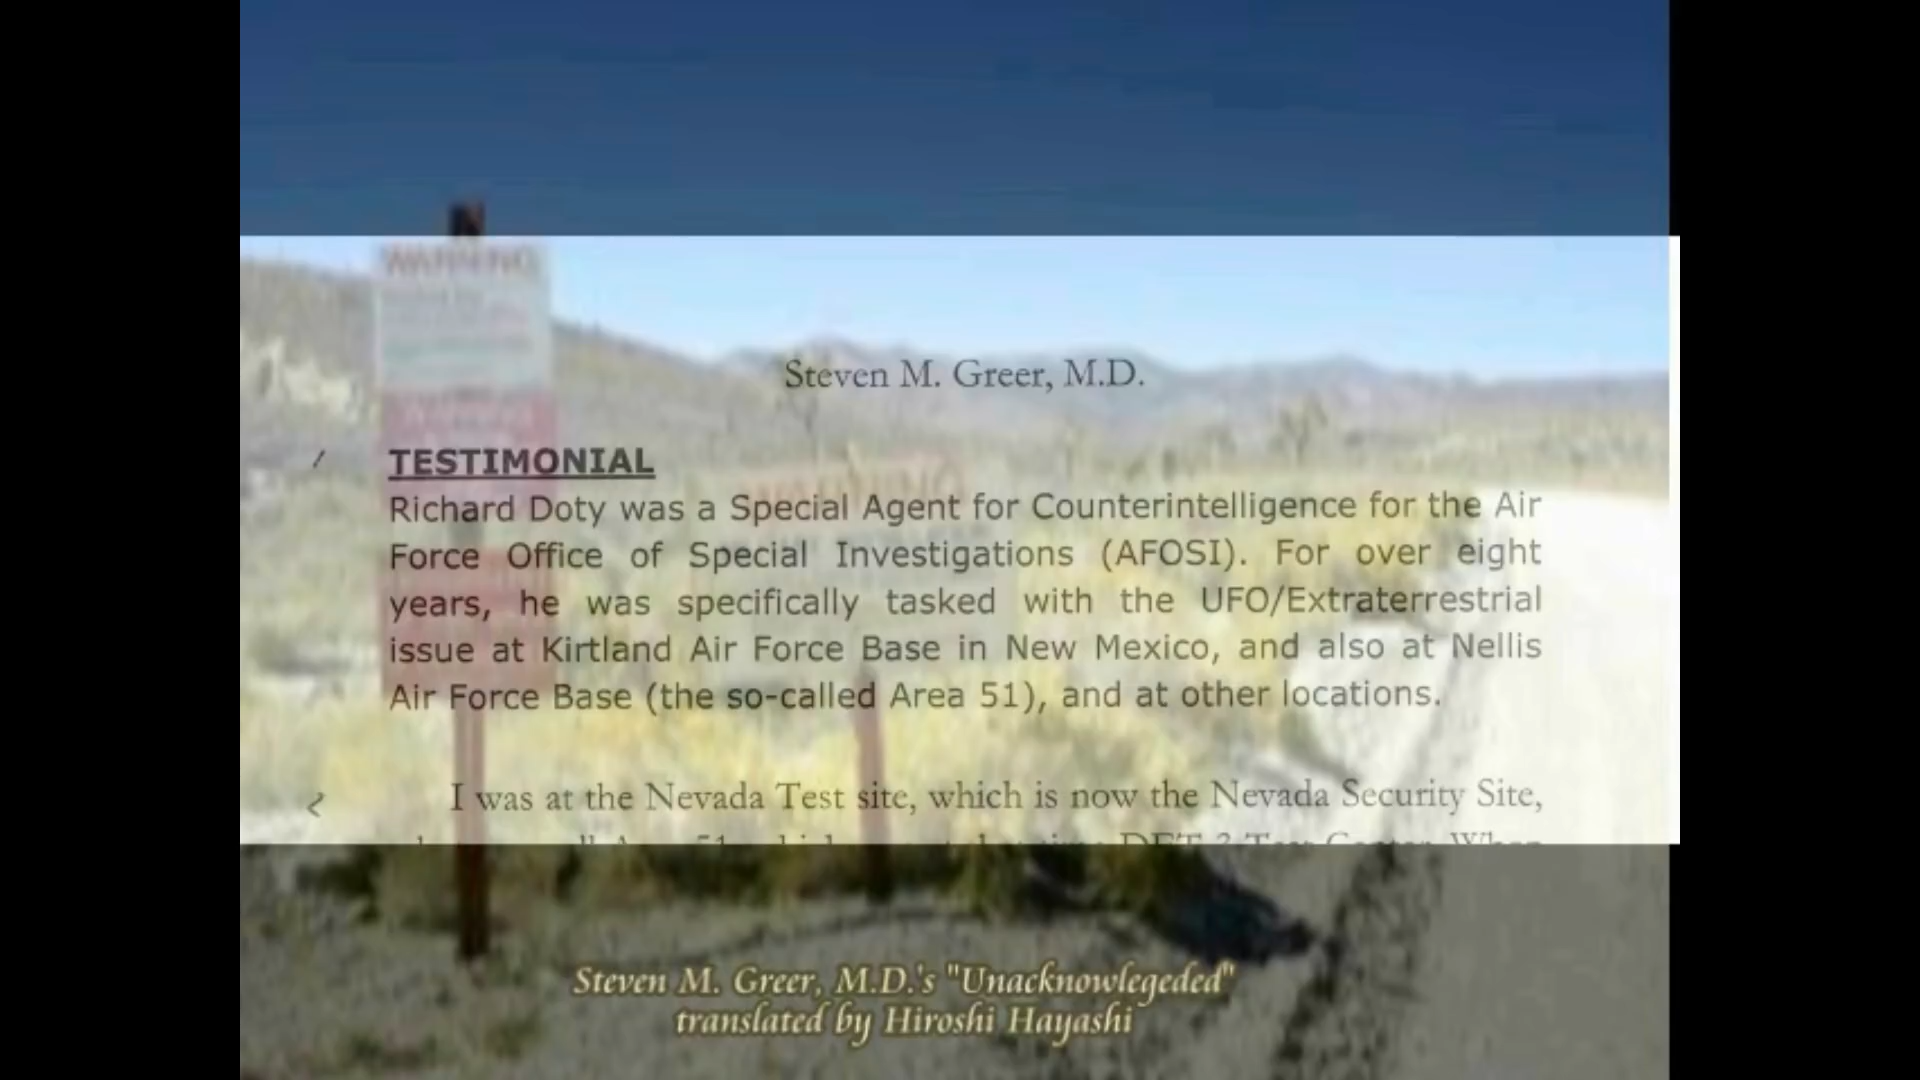 WARNING
Steven M. Greer, M.D.
TESTIMONIAL
Richard Doty was a Special Agent for Counterintelligence for the Air
Force Office of Special Investigations (AFOSI). For over eight
years, he was specifically tasked with the UFO/Extraterrestrial
issue at Kirtland Air Force Base in New Mexico, and also at Nellis
Air Force Base (the so-called Area 51), and at other locations.
WARNING
I was at the Nevada Test site, which is now the Nevada Security Site,
Steven M. Greer, M.D.'s "Unacknowlegeded"
translated by Hiroshi Hayashi